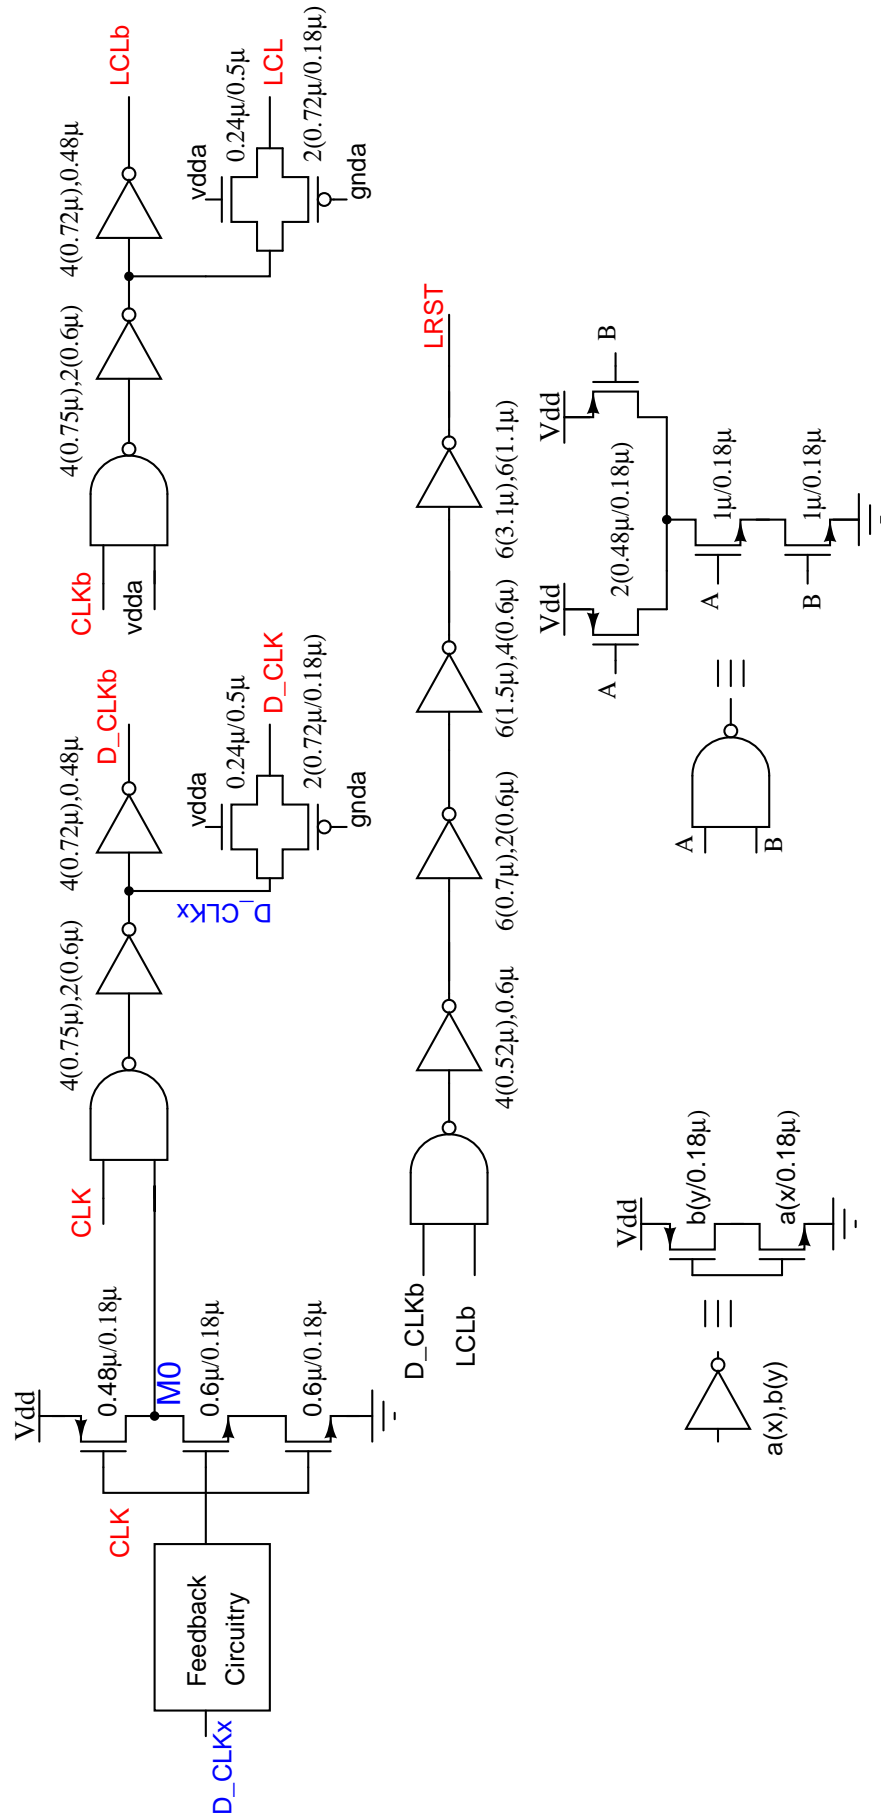 LCLb
4(0.72µ),0.48µ
4(0.75µ),2(0.6µ)
CLKb
vdda
vdda
0.24µ/0.5µ
LCL
2(0.72µ/0.18µ)
gnda
D_CLKb
4(0.72µ),0.48µ
4(0.75µ),2(0.6µ)
CLK
D_CLKx
vdda
0.24µ/0.5µ
D_CLK
2(0.72µ/0.18µ)
gnda
Vdd
0.48µ/0.18µ
M0
0.6µ/0.18µ
0.6µ/0.18µ
CLK
Feedback
Circuitry
D_CLKx
D_CLKb
LCLb
4(0.52µ),0.6µ
6(0.7µ),2(0.6µ)
6(1.5µ),4(0.6µ)
6(3.1µ),6(1.1µ)
LRST
a(x),b(y)
Vdd
b(y/0.18µ)
a(x/0.18µ)
A
B
Vdd
Vdd
A
B
2(0.48µ/0.18µ)
A
1µ/0.18µ
B
1µ/0.18µ